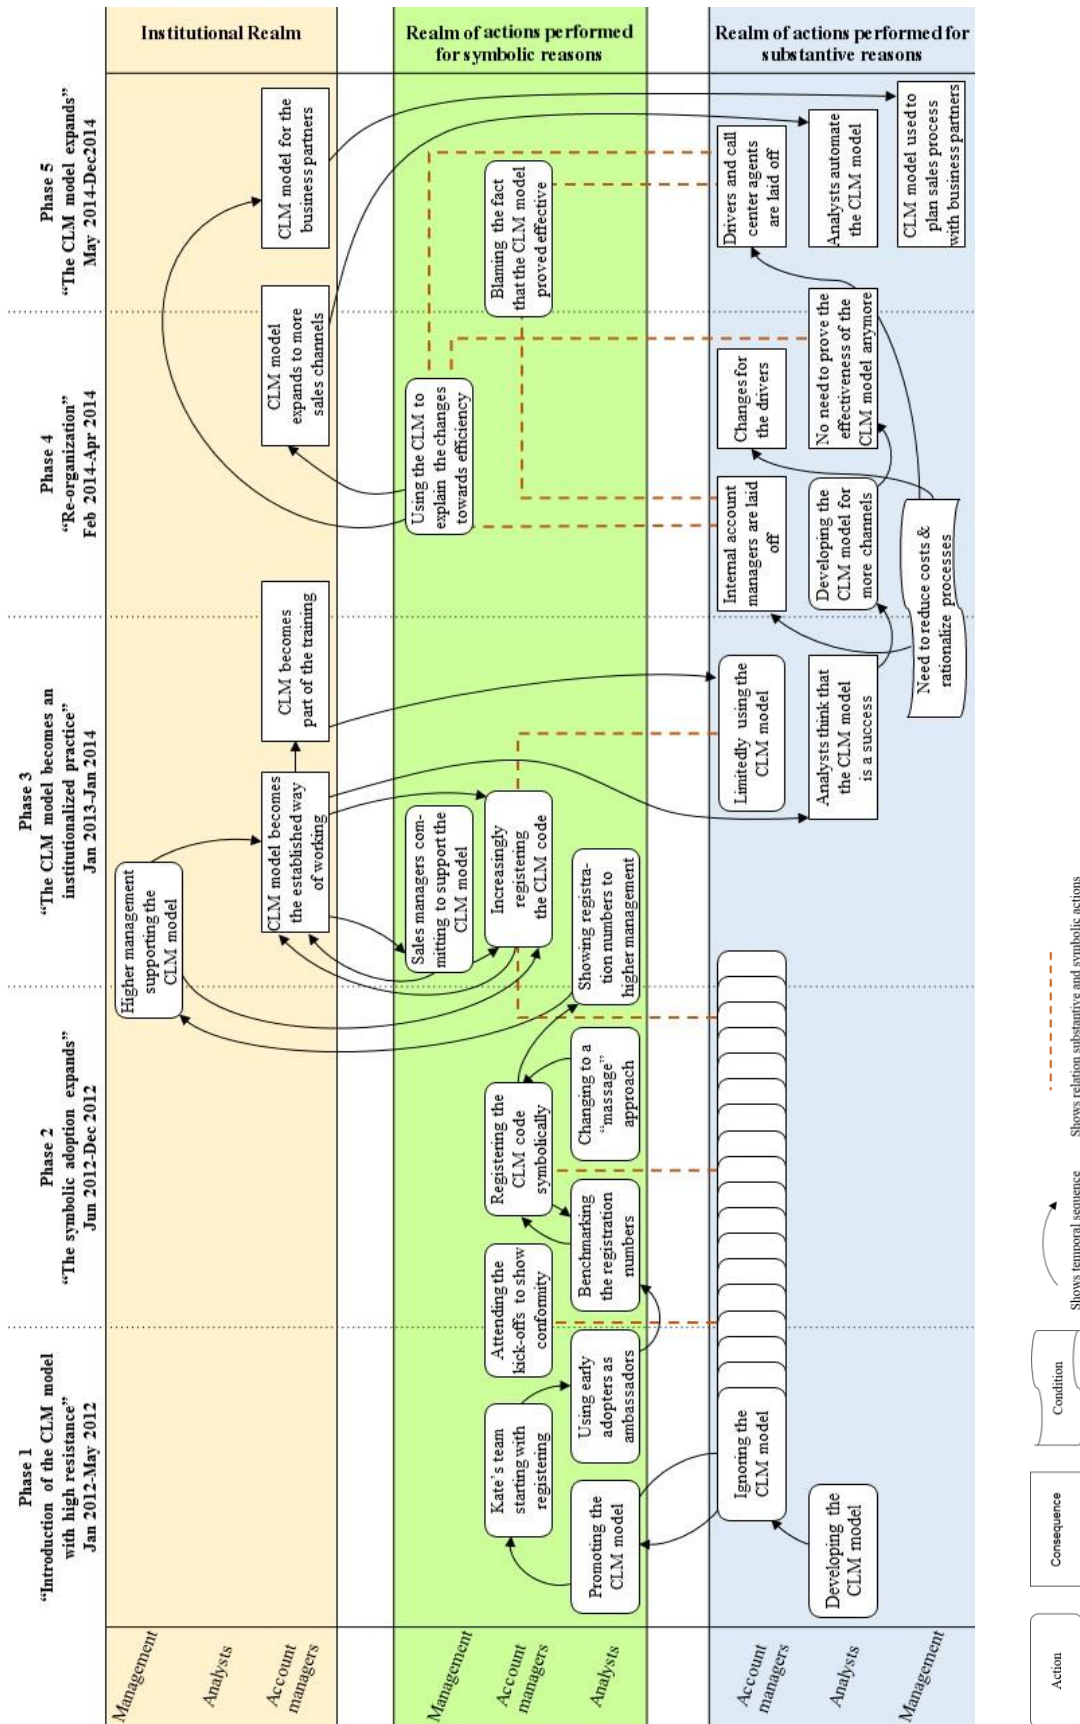 Institutional Realm
Realm of actions performed
for symbolic reasons
Realm of actions performed for
substantive reasons
Phase 5
“The CLM model expands”
May 2014-Dec2014
Phase 4
“Re-organization”
Feb 2014-Apr 2014
Phase 3
“The CLM model becomes an
institutionalized practice”
Jan 2013-Jan 2014
Phase 2
“The symbolic adoption expands”
Jun 2012-Dec 2012
Phase 1
“Introduction of the CLM model
with high resistance”
Jan 2012-May 2012
CLM model for the
business partners
CLM model
expands to more
sales channels
CLM becomes
part of the training
CLM model becomes
the established way
of working
Higher management
supporting the
CLM model
Blaming the fact
that the CLM model
proved effective
Using the CLM to
explain the changes
towards efficiency
Sales managers com-
mitting to support the
CLM model
Increasingly
registering
the CLM code
Showing registra-
tion numbers to
higher management
Registering the
CLM code
symbolically
Changing to a
“massage”
approach
Benchmarking
the registration
numbers
Attending the
kick-offs to show
conformity
Using early
adopters as
ambassadors
Kate’s team
starting with
registering
Promoting the
CLM model
Drivers and call
center agents
are laid off
Analysts automate
the CLM model
CLM model used to
plan sales process
with business partners
No need to prove the
effectiveness of the
CLM model anymore
Changes for
the drivers
Internal account
managers are laid
off
Developing the
CLM model for
more channels
Need to reduce costs &
rationalize processes
Limitedly using the
CLM model
Analysts think that
the CLM model
is a success
Ignoring the
CLM model
Developing the
CLM model
Management
Analysts
Account
managers
Management
Account
managers
Analysts
Account
managers
Analysts
Management
Action
Consequence
Condition
Shows temporal sequence
Shows relation substantive and symbolic actions